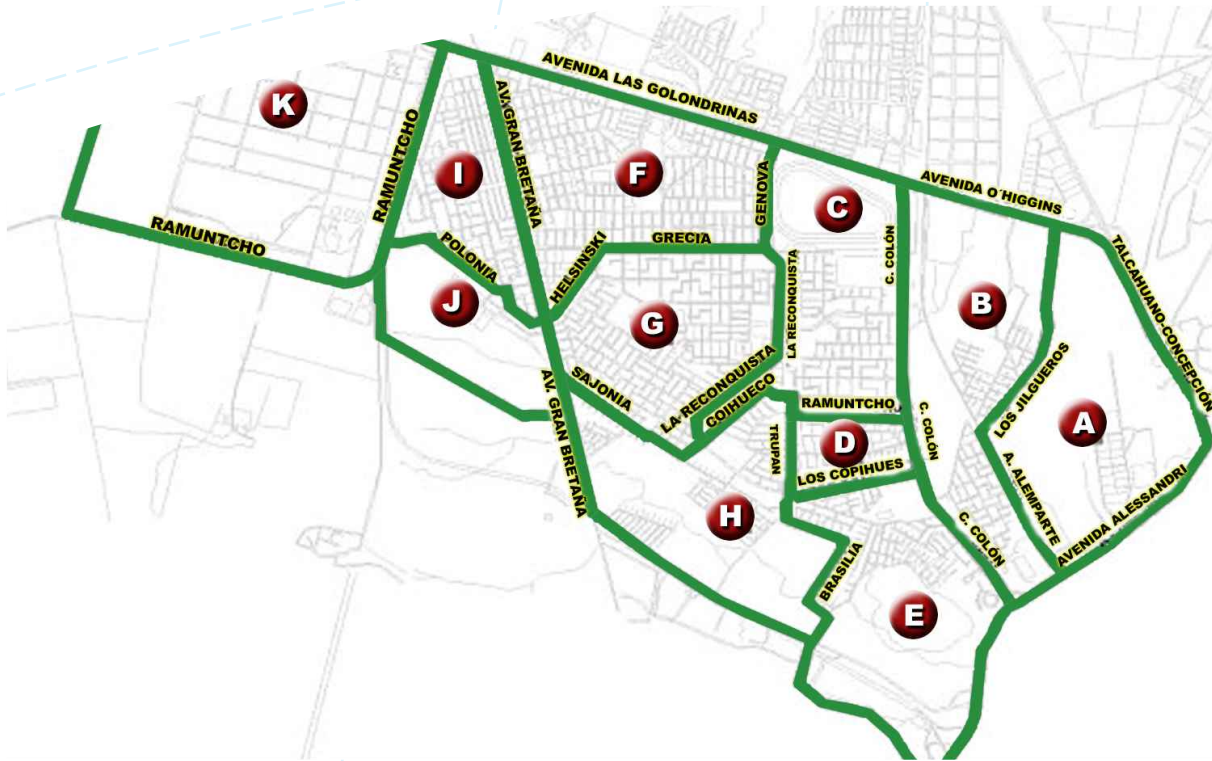 AVENIDA LAS GOLONDRINAS
K
RAMUNTCHO
AV. GRAN BRETAÑA
I
F
GENOVA
C
AVENIDA O´HIGGINS
RAMUNTCHO
POLONIA
HELSINSKI
GRECIA
C. COLÓN
TALCAHUANO-CONCEPCIÓN
J
G
LA RECONQUISTA
B
AV. GRAN BRETAÑA
SAJONIA
LA RECONQUISTA
COIHUECO
RAMUNTCHO
C. COLÓN
LOS JILGUEROS
A
TRUPAN
D
LOS COPIHUES
A. ALEMPARTE
AVENIDA ALESSANDRI
H
C. COLÓN
BRASILIA
E